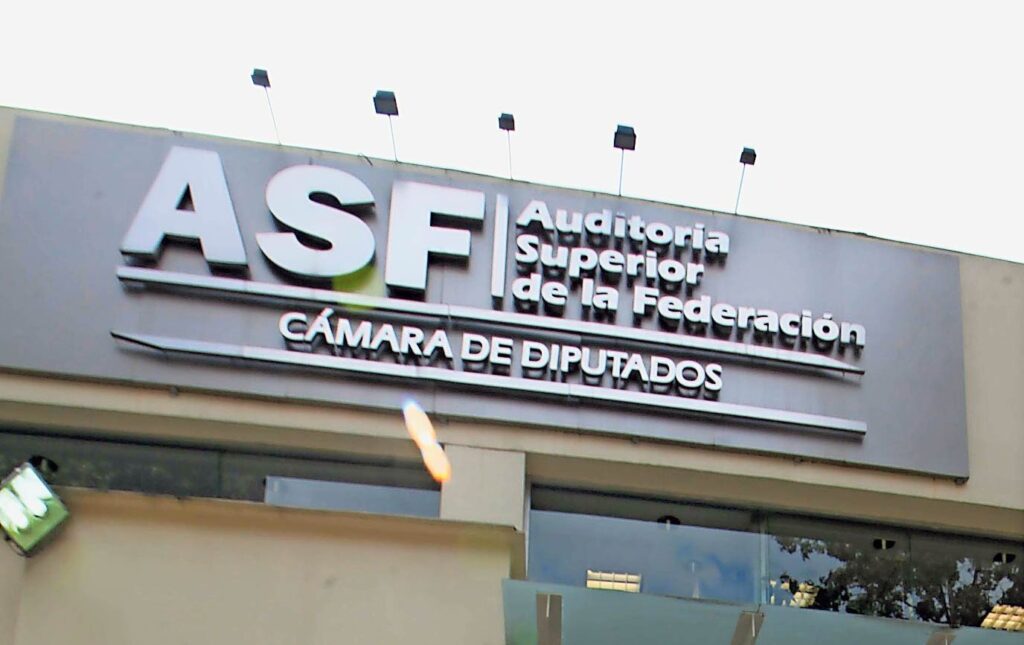 ASF
Auditoria
Superior
de la Federación
CÁMARA DE DIPUTADOS